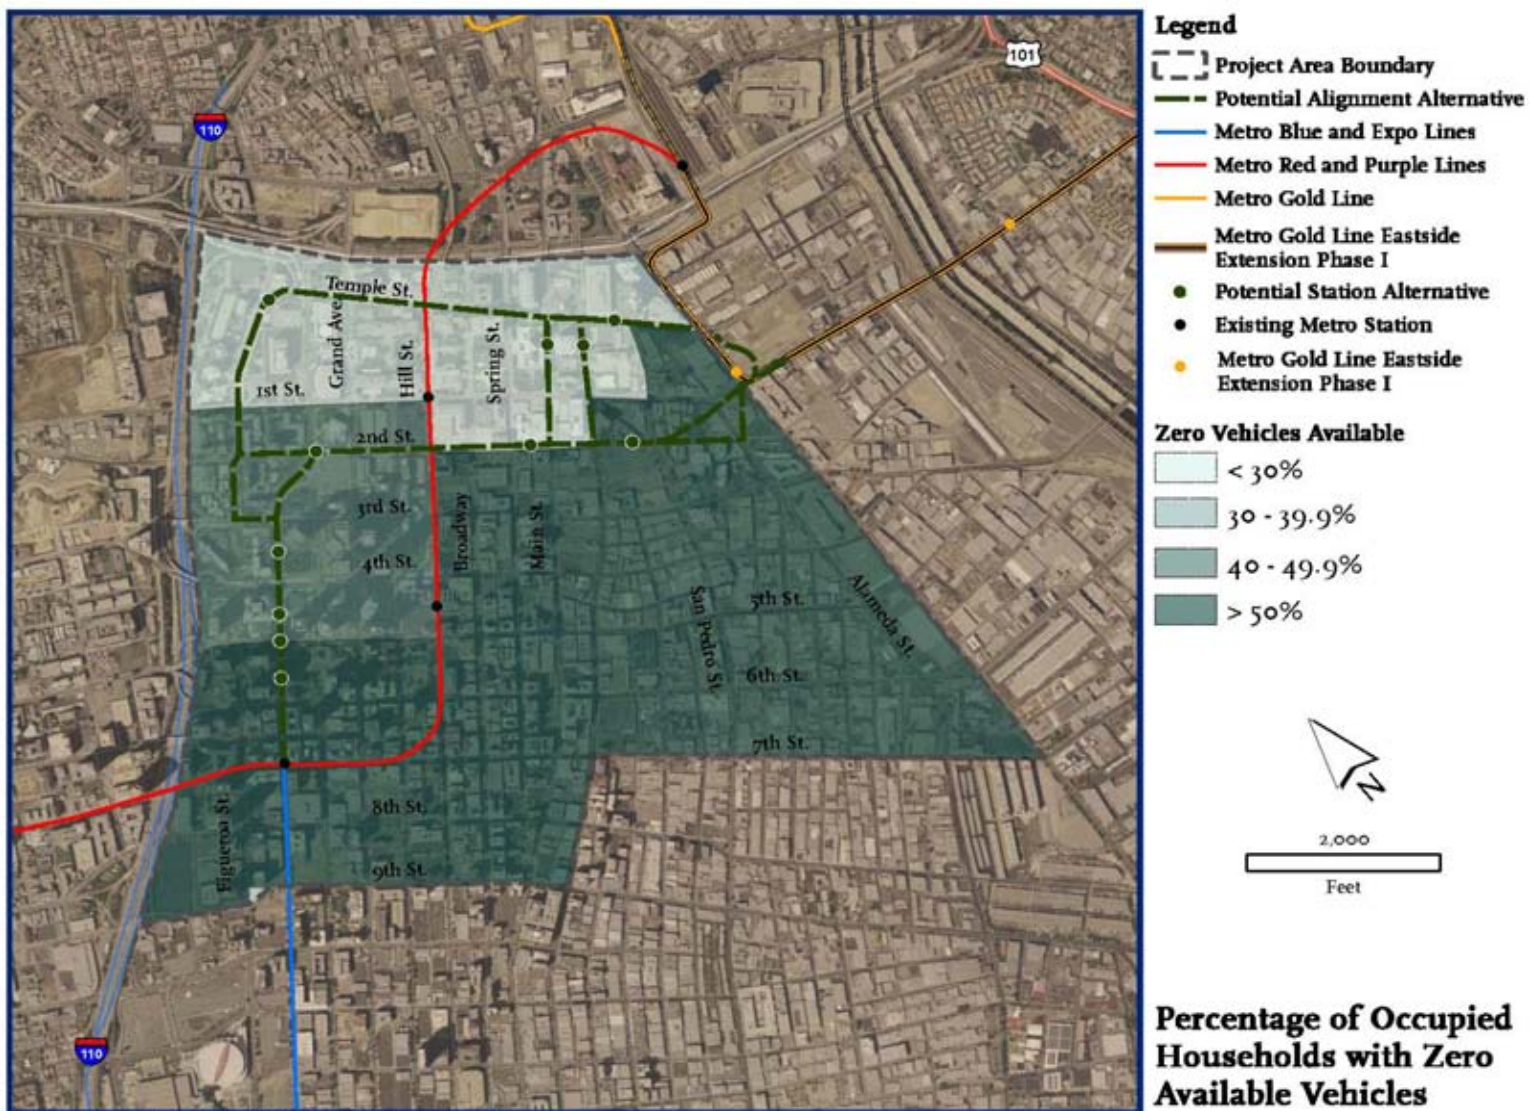 Legend
Project Area Boundary
Potential Alignment Alternative
Metro Blue and Expo Lines
Metro Red and Purple Lines
Metro Gold Line
Metro Gold Line Eastside
Extension Phase I
Potential Station Alternative
Existing Metro Station
Metro Gold Line Eastside
Extension Phase I
Zero Vehicles Available
< 30%
30 - 39.9%
40 - 49.9%
> 50%
N
2,000
Feet
Percentage of Occupied
Households with Zero
Available Vehicles
101
110
Temple St.
Grand Ave.
Hill St.
Spring St.
1st St.
2nd St.
3rd St.
Broadway
Main St.
4th St.
San Pedro St.
5th St.
Alameda St.
6th St.
7th St.
Figueroa St.
8th St.
9th St.
110